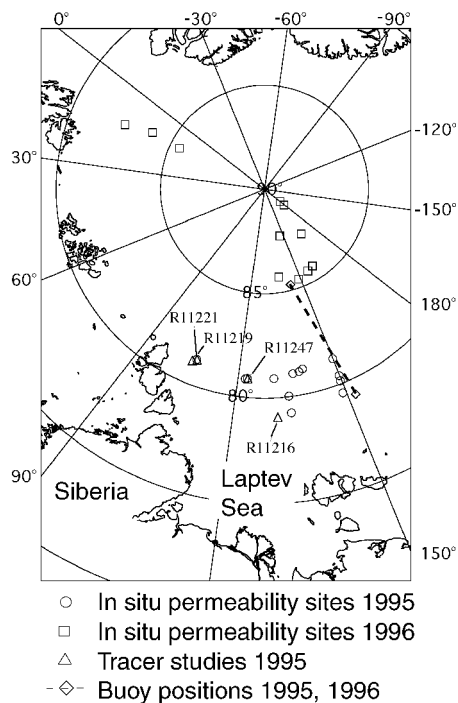 0° -30° -60° -90°
-120°
30°
-150°
60°
85°
180°
R11221
R11219
R11247
80°
R11216
Siberia
Laptev
Sea
90°
150°
In situ permeability sites 1995
In situ permeability sites 1996
Tracer studies 1995
Buoy positions 1995, 1996